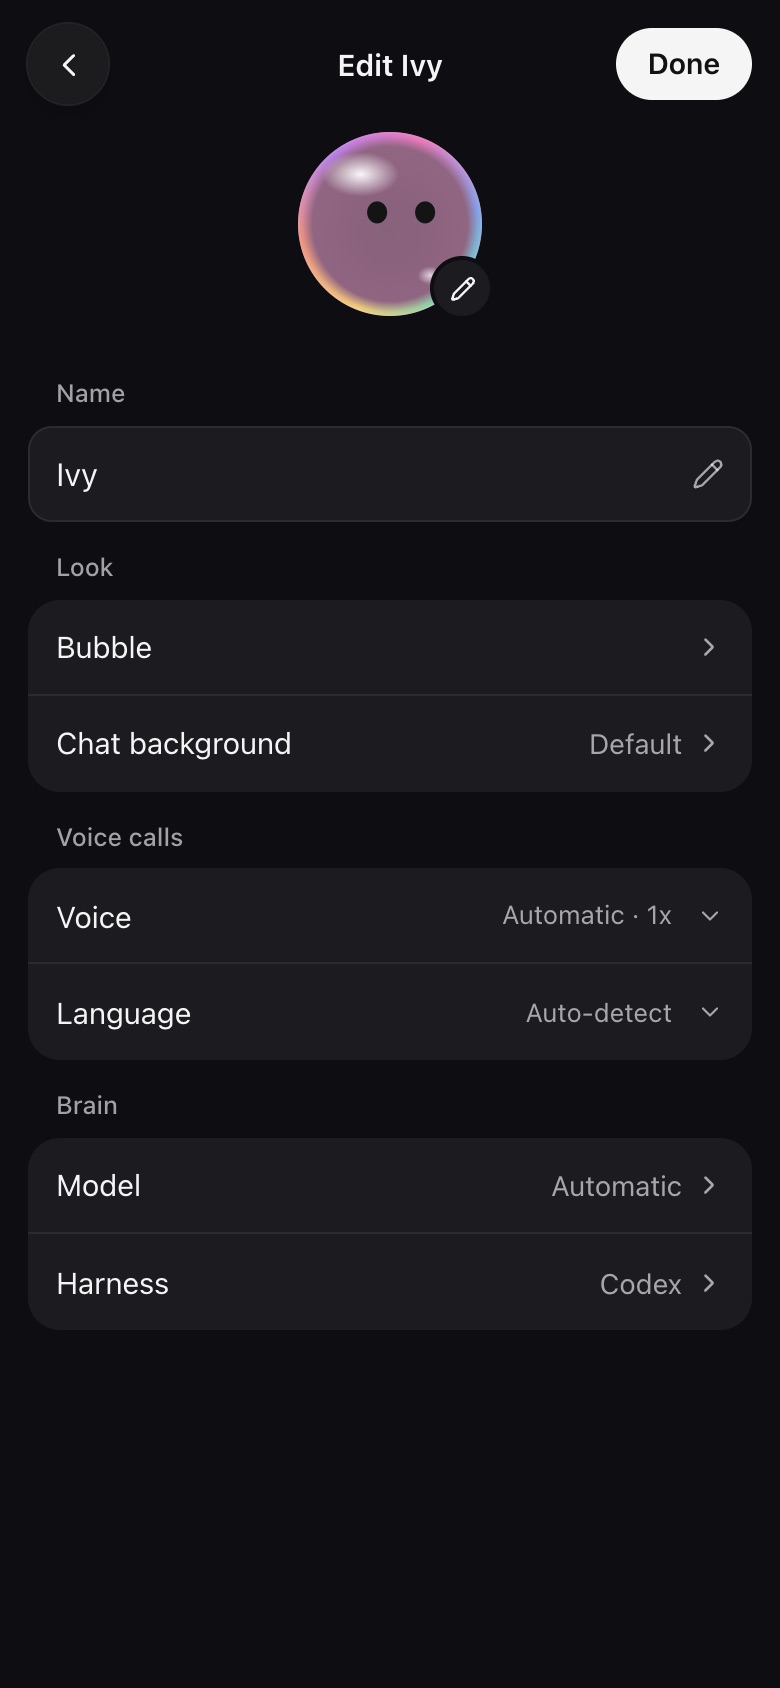 Edit Ivy
Done
Name
Ivy
Look
Bubble
Chat background Default
Voice calls
Voice Automatic · 1x
Language Auto-detect
Brain
Model Automatic
Harness Codex